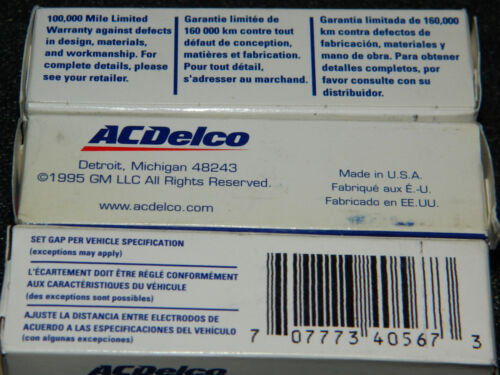 100,000 Mile Limited
Warranty against defects
in design, materials,
and workmanship. For
complete details, please
see your retailer.
Garantie limitée de
160 000 km contre tout
défaut de conception,
matières et fabrication.
Pour tout détail,
s'adresser au marchand.
Garantía limitada de 160,000
km contra defectos de
fabricación, materiales y
mano de obra. Para obtener
detalles completos, por
favor consulte con su
distribuidor.
ACDelco
Detroit, Michigan 48243
©1995 GM LLC All Rights Reserved.
www.acdelco.com
Made in U.S.A.
Fabriqué aux É.-U.
Fabricado en EE.UU.
SET GAP PER VEHICLE SPECIFICATION
(exceptions may apply)
L'ÉCARTEMENT DOIT ÊTRE RÉGLÉ CONFORMÉMENT
AUX CARACTÉRISTIQUES DU VÉHICULE
(des exceptions sont possibles)
AJUSTE LA DISTANCIA ENTRE ELECTRODOS DE
ACUERDO A LAS ESPECIFICACIONES DEL VEHÍCULO
(con algunas excepciones)
7 07773 40567 3
ACDelco